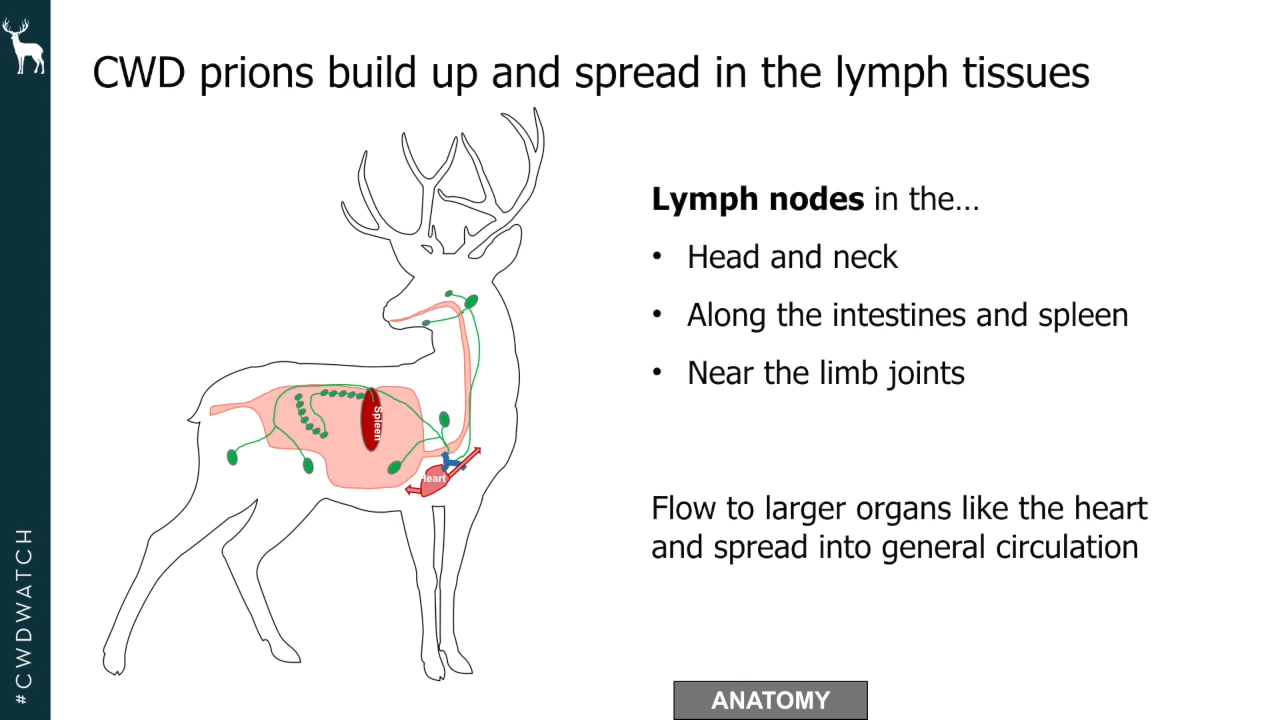 CWD prions build up and spread in the lymph tissues
Lymph nodes in the…
• Head and neck
• Along the intestines and spleen
• Near the limb joints
Flow to larger organs like the heart
and spread into general circulation
Spleen
Heart
ANATOMY
#CWDWATCH